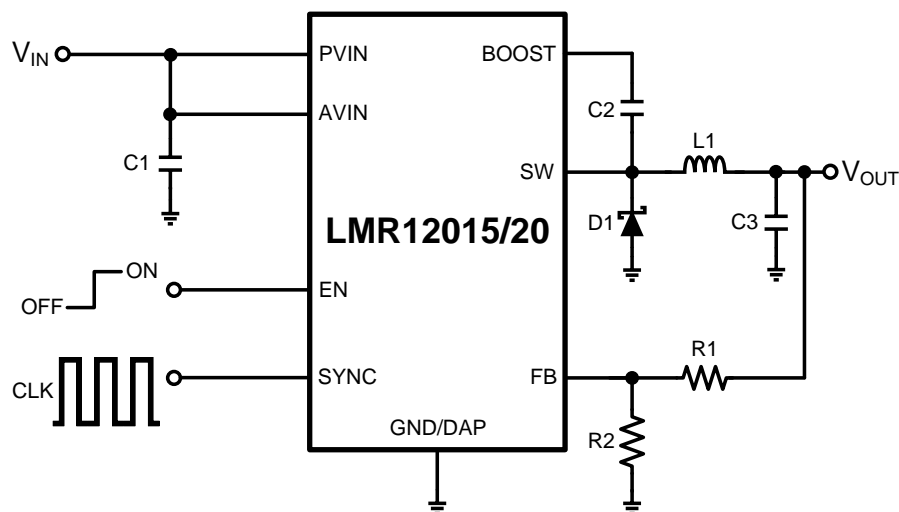 VIN
PVIN
BOOST
AVIN
C2
C1
L1
SW
VOUT
D1
C3
LMR12015/20
ON
OFF
EN
CLK
SYNC
FB
R1
GND/DAP
R2